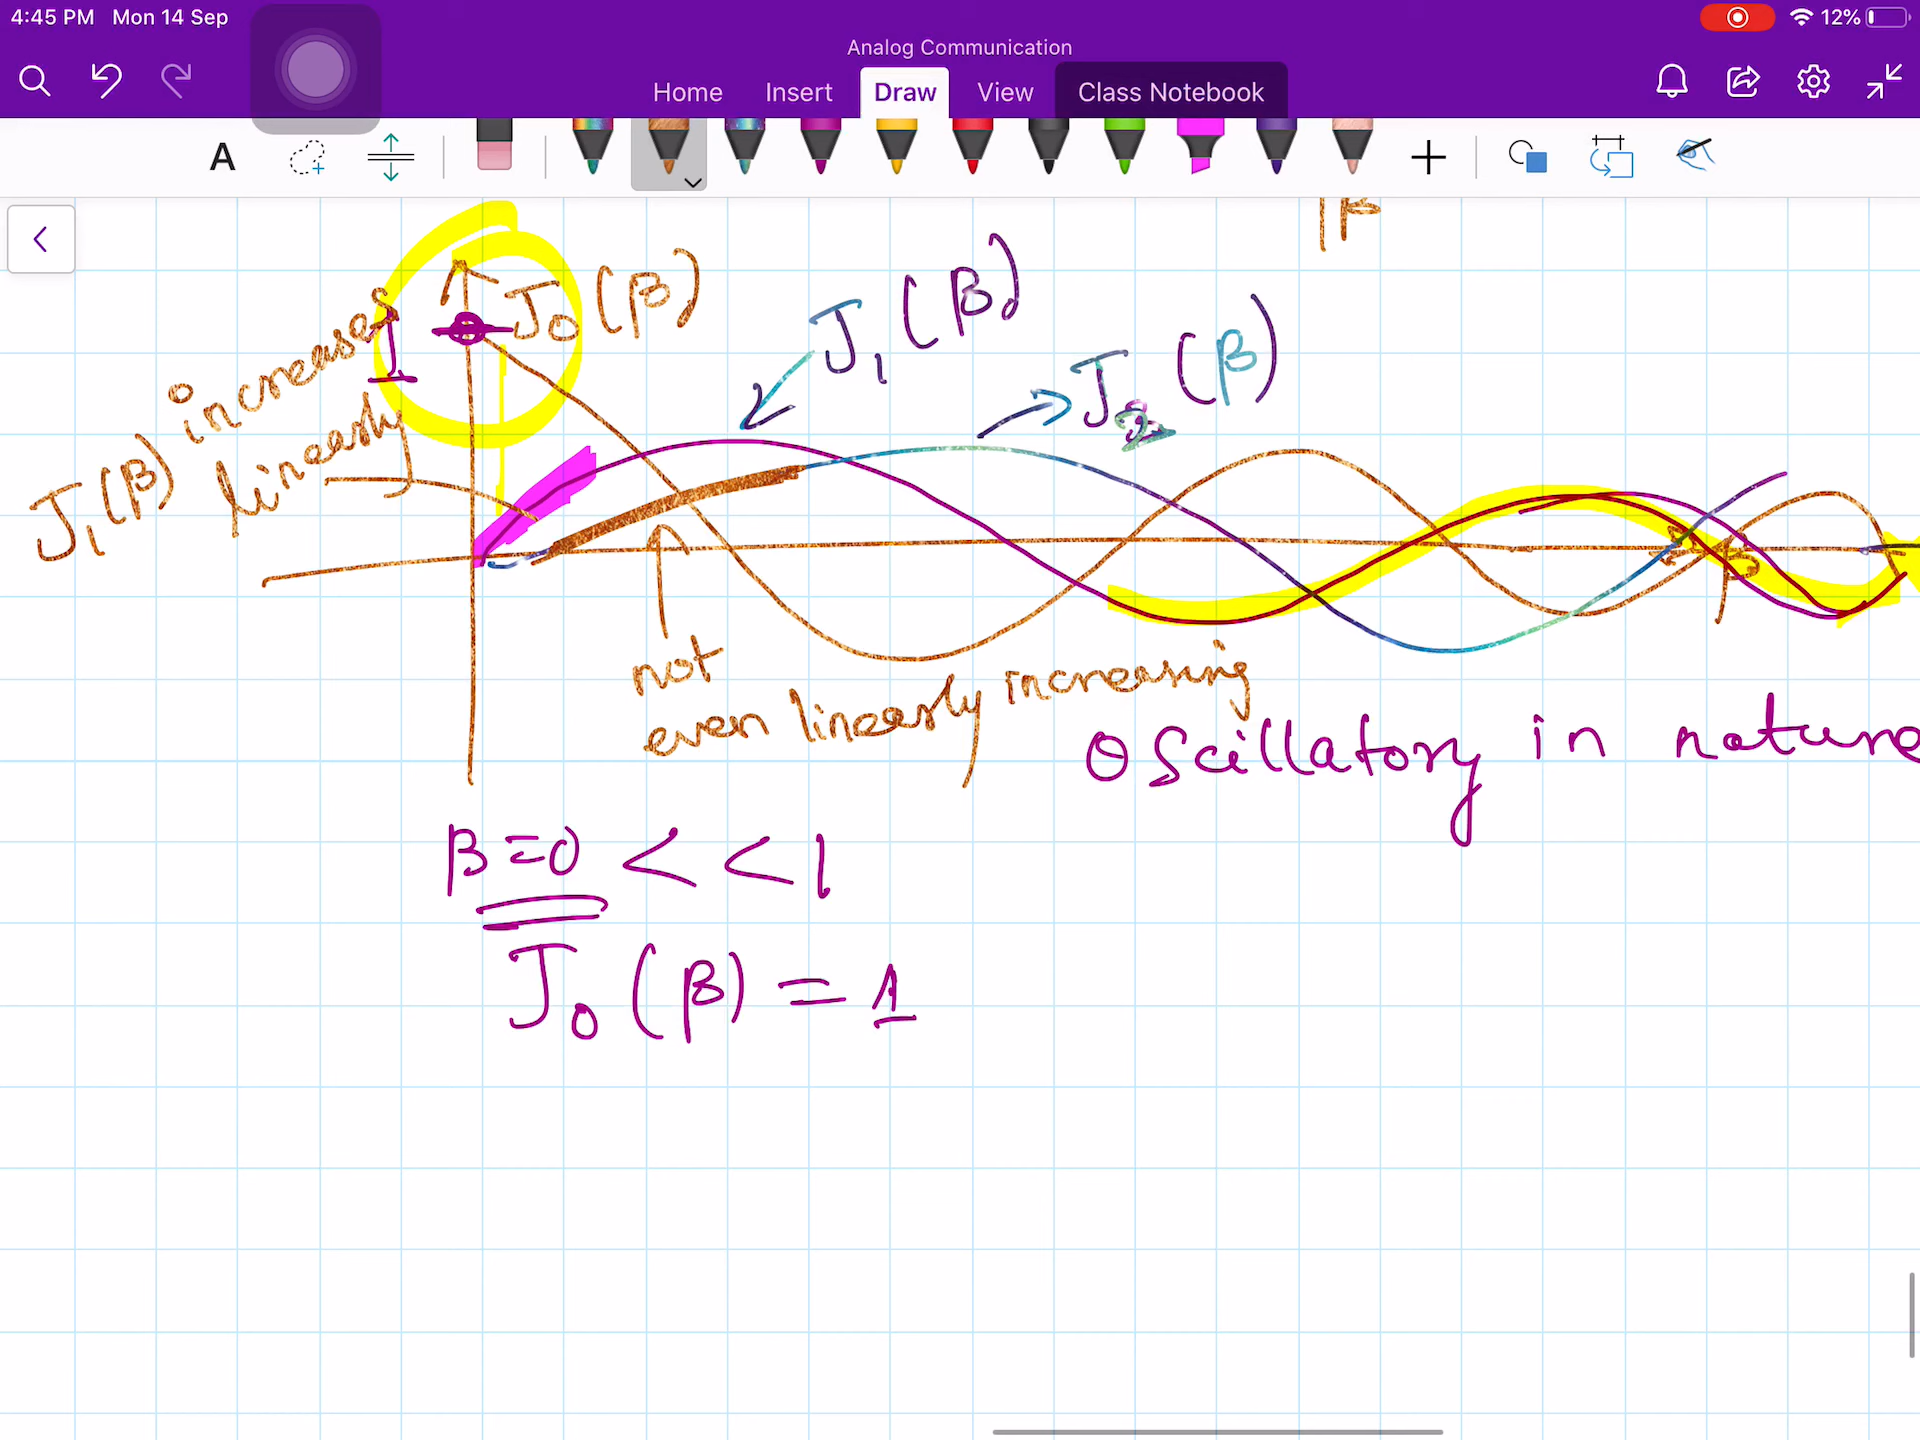 4:45 PM Mon 14 Sep
12%
Analog Communication
Home Insert Draw View Class Notebook
A
β
J₀(β)
J₁(β)
J₂(β)
1
J₁(β) increases
linearly
not
even linearly increasing
Oscillatory in nature
β=0 < < 1
J₀(β) = 1